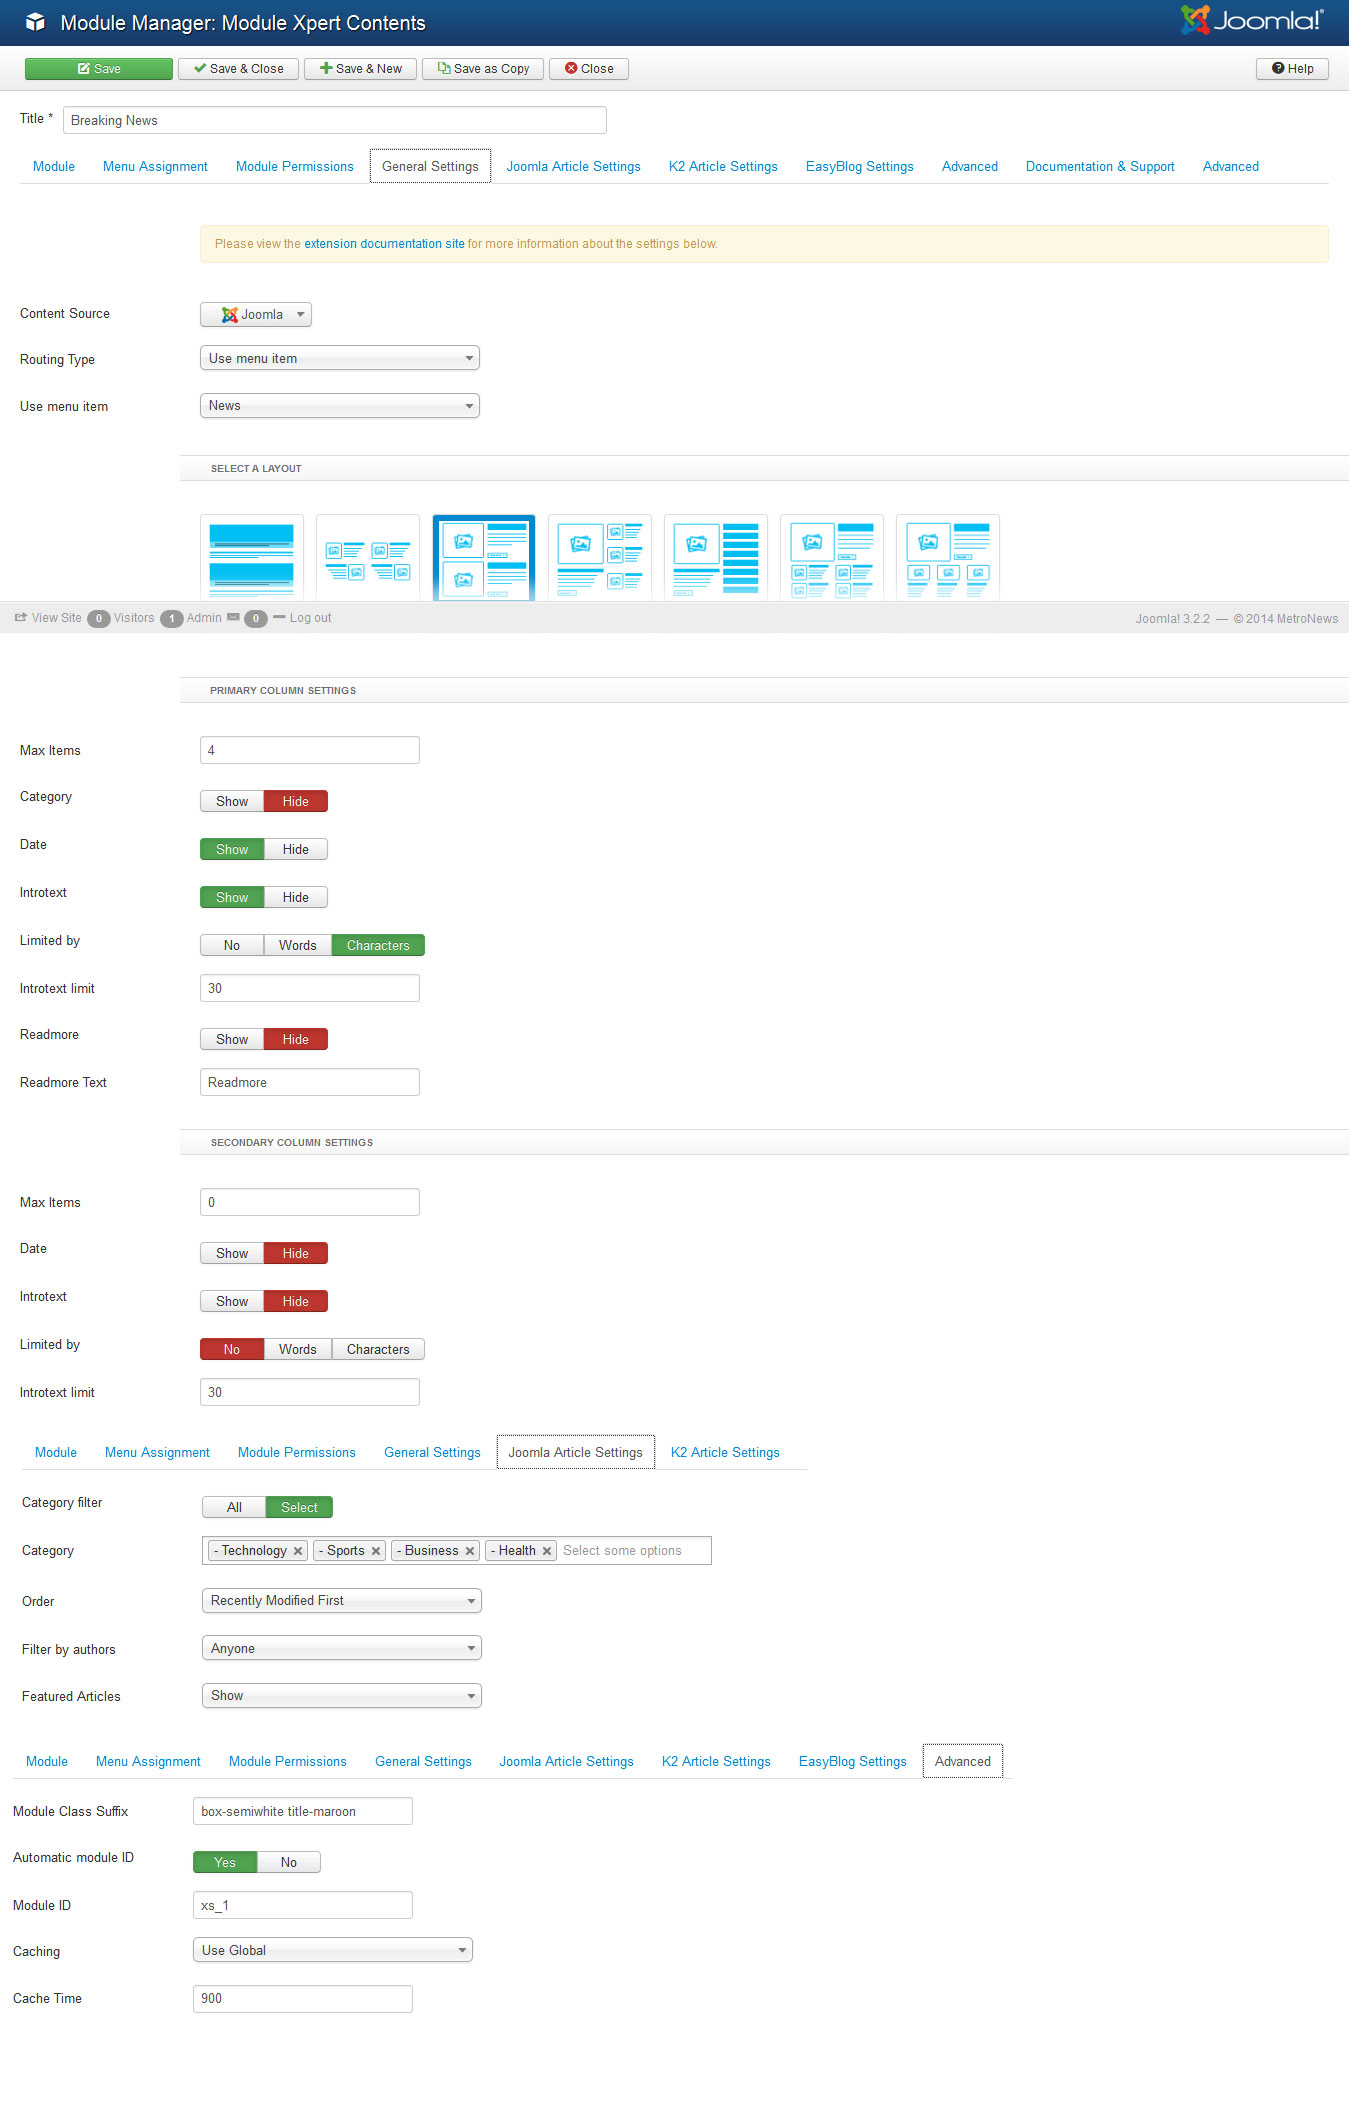 Module Manager: Module Xpert Contents
Joomla!®
Save Save & Close Save & New Save as Copy Close Help
Title * Breaking News
Module Menu Assignment Module Permissions General Settings Joomla Article Settings K2 Article Settings EasyBlog Settings Advanced Documentation & Support Advanced
Please view the extension documentation site for more information about the settings below.
Content Source Joomla
Routing Type Use menu item
Use menu item News
SELECT A LAYOUT
View Site 0 Visitors 1 Admin 0 Log out Joomla! 3.2.2 — © 2014 MetroNews
PRIMARY COLUMN SETTINGS
Max Items 4
Category Show Hide
Date Show Hide
Introtext Show Hide
Limited by No Words Characters
Introtext limit 30
Readmore Show Hide
Readmore Text Readmore
SECONDARY COLUMN SETTINGS
Max Items 0
Date Show Hide
Introtext Show Hide
Limited by No Words Characters
Introtext limit 30
Module Menu Assignment Module Permissions General Settings Joomla Article Settings K2 Article Settings
Category filter All Select
Category - Technology - Sports - Business - Health Select some options
Order Recently Modified First
Filter by authors Anyone
Featured Articles Show
Module Menu Assignment Module Permissions General Settings Joomla Article Settings K2 Article Settings EasyBlog Settings Advanced
Module Class Suffix box-semiwhite title-maroon
Automatic module ID Yes No
Module ID xs_1
Caching Use Global
Cache Time 900